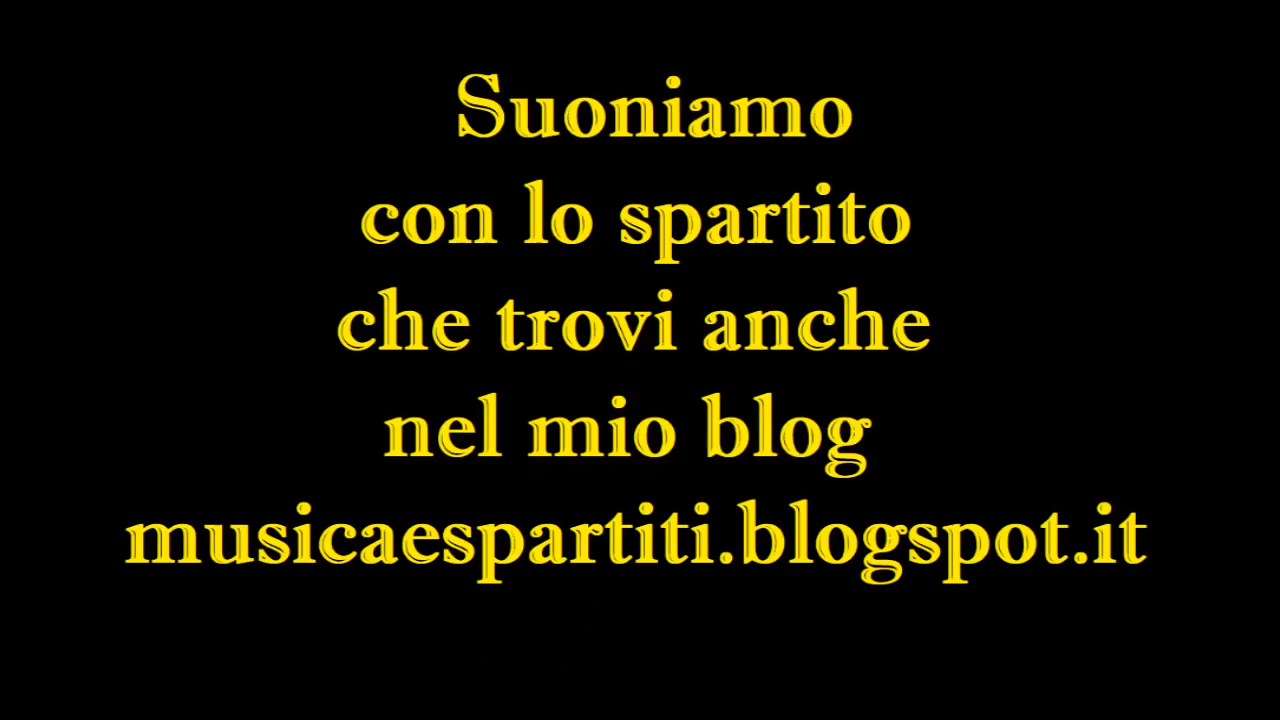 Suoniamo
con lo spartito
che trovi anche
nel mio blog
musicaespartiti.blogspot.it